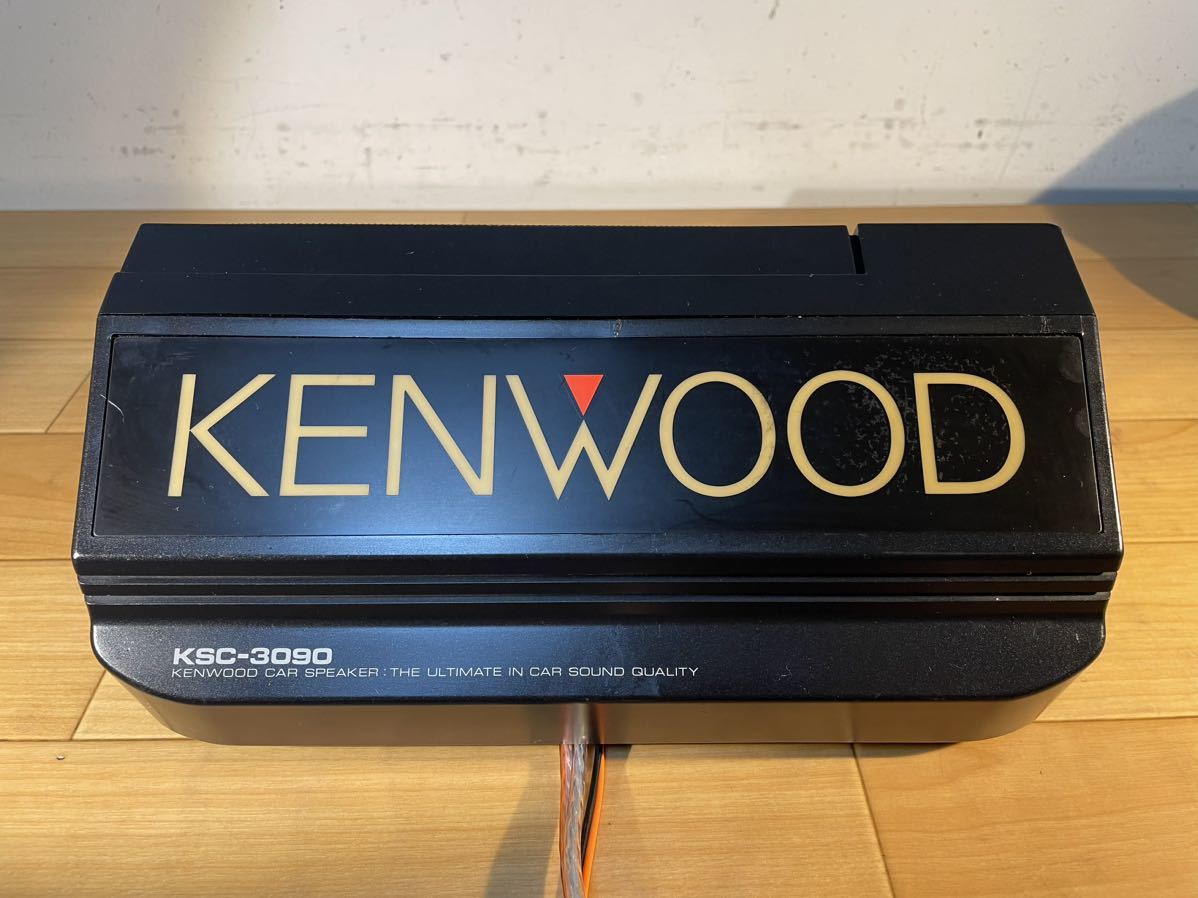 KENWOOD
KSC-3090
KENWOOD CAR SPEAKER : THE ULTIMATE IN CAR SOUND QUALITY